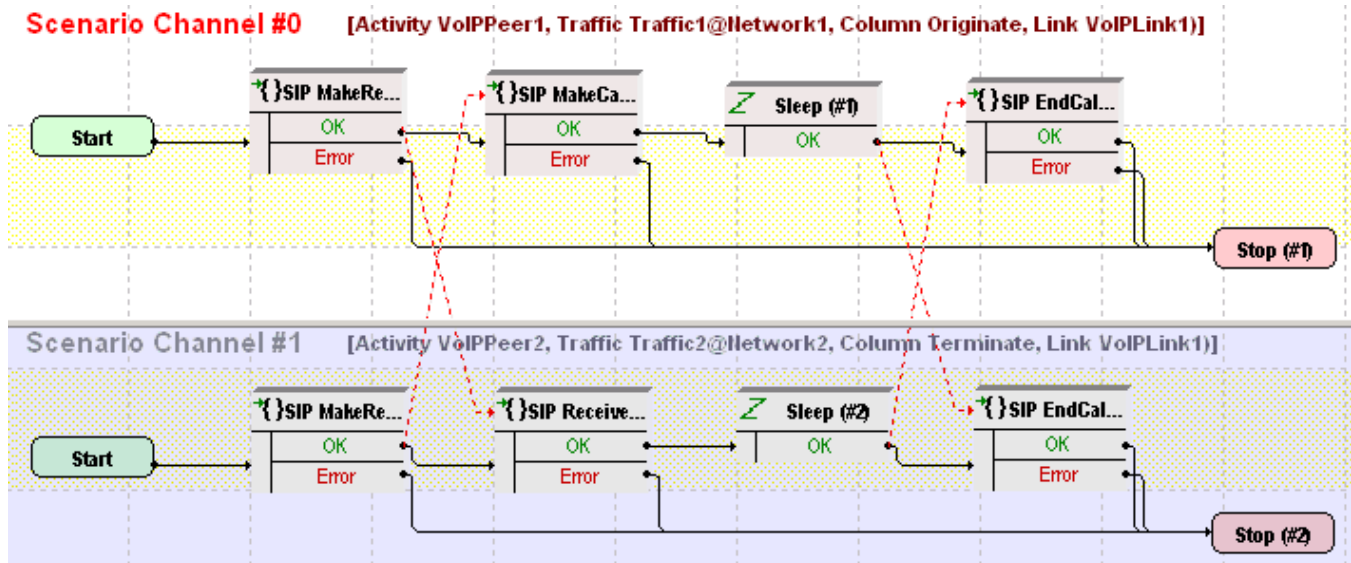 Scenario Channel #0 [Activity VoIPPeer1, Traffic Traffic1@Network1, Column Originate, Link VoIPLink1)]
{}SIP MakeRe... {}SIP MakeCa... Sleep (#1) {}SIP EndCal...
Start OK OK OK OK
Error Error Error
Stop (#1)
Scenario Channel #1 [Activity VoIPPeer2, Traffic Traffic2@Network2, Column Terminate, Link VoIPLink1)]
{}SIP MakeRe... {}SIP Receive... Sleep (#2) {}SIP EndCal...
Start OK OK OK OK
Error Error Error
Stop (#2)